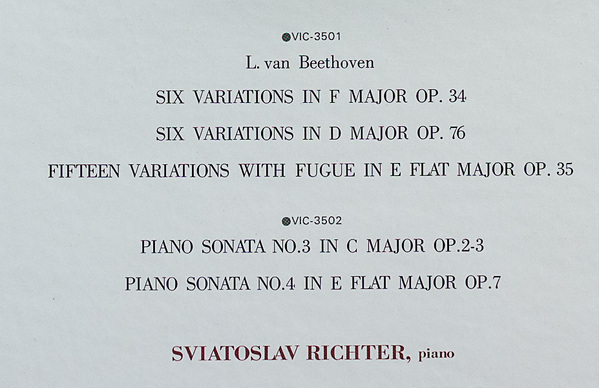 ●VIC-3501
L. van Beethoven
SIX VARIATIONS IN F MAJOR OP. 34
SIX VARIATIONS IN D MAJOR OP. 76
FIFTEEN VARIATIONS WITH FUGUE IN E FLAT MAJOR OP. 35
●VIC-3502
PIANO SONATA NO.3 IN C MAJOR OP.2-3
PIANO SONATA NO.4 IN E FLAT MAJOR OP.7
SVIATOSLAV RICHTER, piano